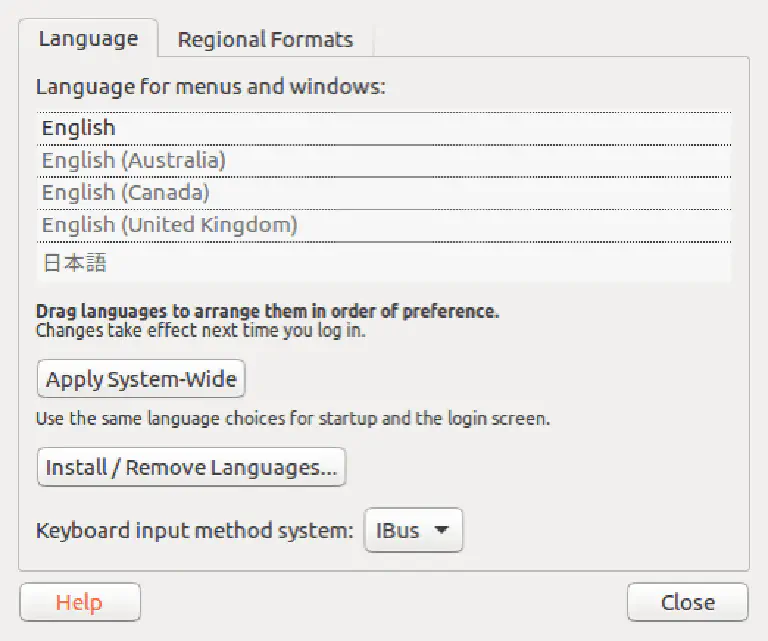 Language
Regional Formats
Language for menus and windows:
English
English (Australia)
English (Canada)
English (United Kingdom)
日本語
Drag languages to arrange them in order of preference.
Changes take effect next time you log in.
Apply System-Wide
Use the same language choices for startup and the login screen.
Install / Remove Languages...
Keyboard input method system: IBus
Help
Close